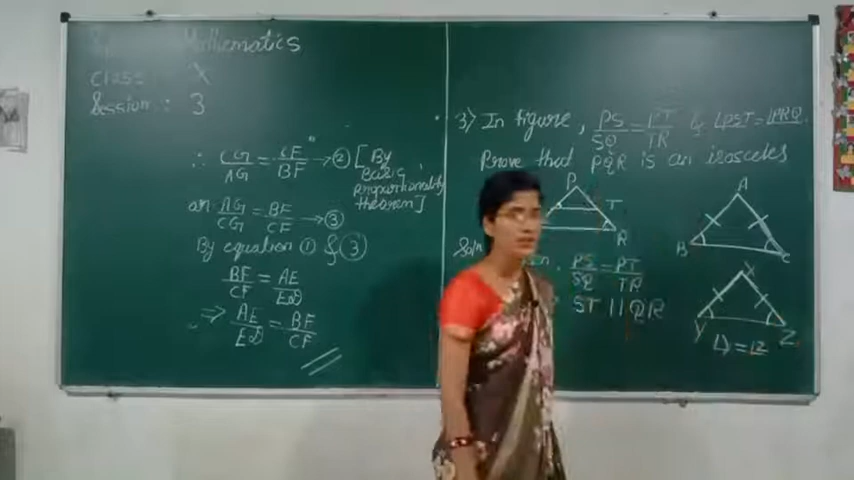 Mathematics
class: X
Session: 3
∴ CG/AG = CF/BF → ② [By
Basic
proportionality
theorem]
or AG/CG = BF/CF → ③
By equation ① & ③
BF/CF = AE/ED
⇒ AE/ED = BF/CF
3) In figure, PS/SQ = PT/TR & ∠PST = ∠PRQ.
Prove that PQR is an isosceles
P
T
R
Soln
PS/SQ = PT/TR
ST || QR
A
B
C
X
Y
Z